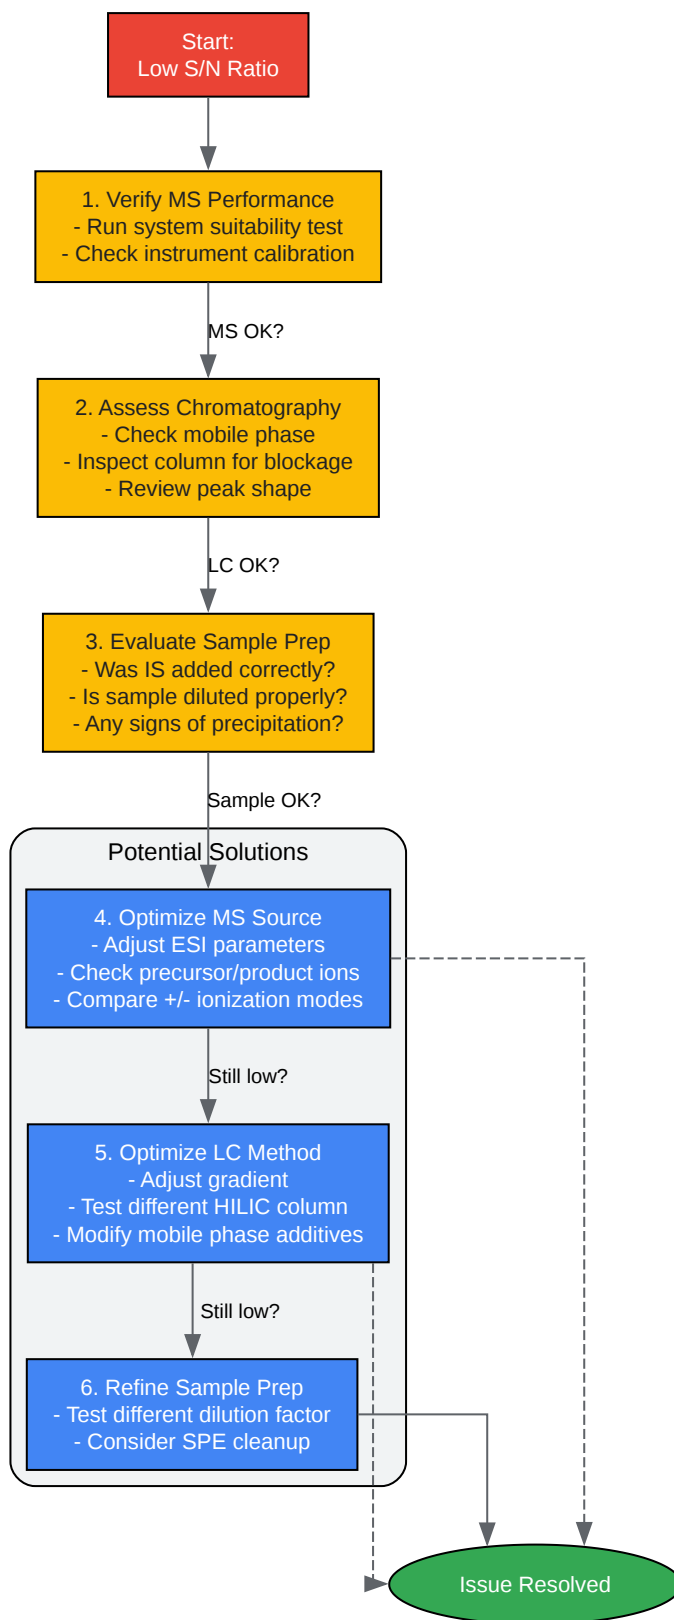 Start:
Low S/N Ratio
1. Verify MS Performance
- Run system suitability test
- Check instrument calibration
MS OK?
2. Assess Chromatography
- Check mobile phase
- Inspect column for blockage
- Review peak shape
LC OK?
3. Evaluate Sample Prep
- Was IS added correctly?
- Is sample diluted properly?
- Any signs of precipitation?
Sample OK?
Potential Solutions
4. Optimize MS Source
- Adjust ESI parameters
- Check precursor/product ions
- Compare +/- ionization modes
Still low?
5. Optimize LC Method
- Adjust gradient
- Test different HILIC column
- Modify mobile phase additives
Still low?
6. Refine Sample Prep
- Test different dilution factor
- Consider SPE cleanup
Issue Resolved